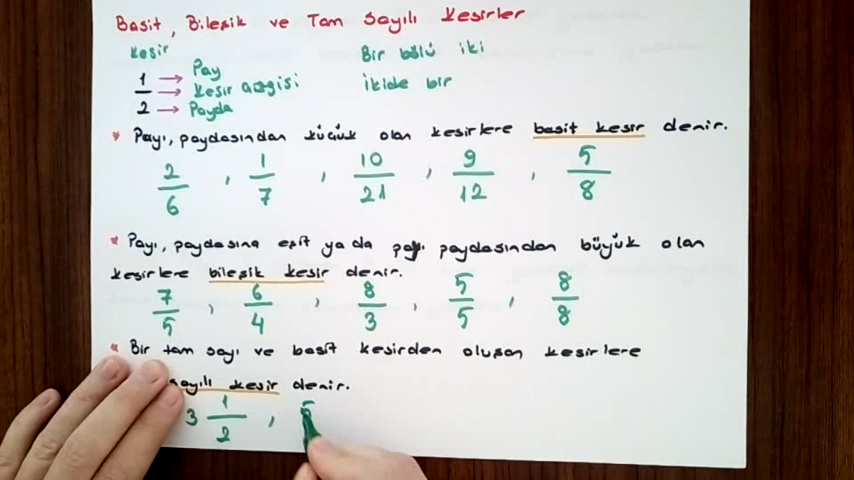 Basit, Bileşik ve Tam Sayılı Kesirler
Kesir Bir bölü iki
1 → Pay
— → Kesir çizgisi İkide bir
2 → Payda
* Payı, paydasından küçük olan kesirlere basit kesir denir.
2/6 , 1/7 , 10/21 , 9/12 , 5/8
* Payı, paydasına eşit ya da payı paydasından büyük olan
kesirlere bileşik kesir denir.
7/5 , 6/4 , 8/3 , 5/5 , 8/8
* Bir tam sayı ve basit kesirden oluşan kesirlere
sayılı kesir denir.
3 1/2 , 5